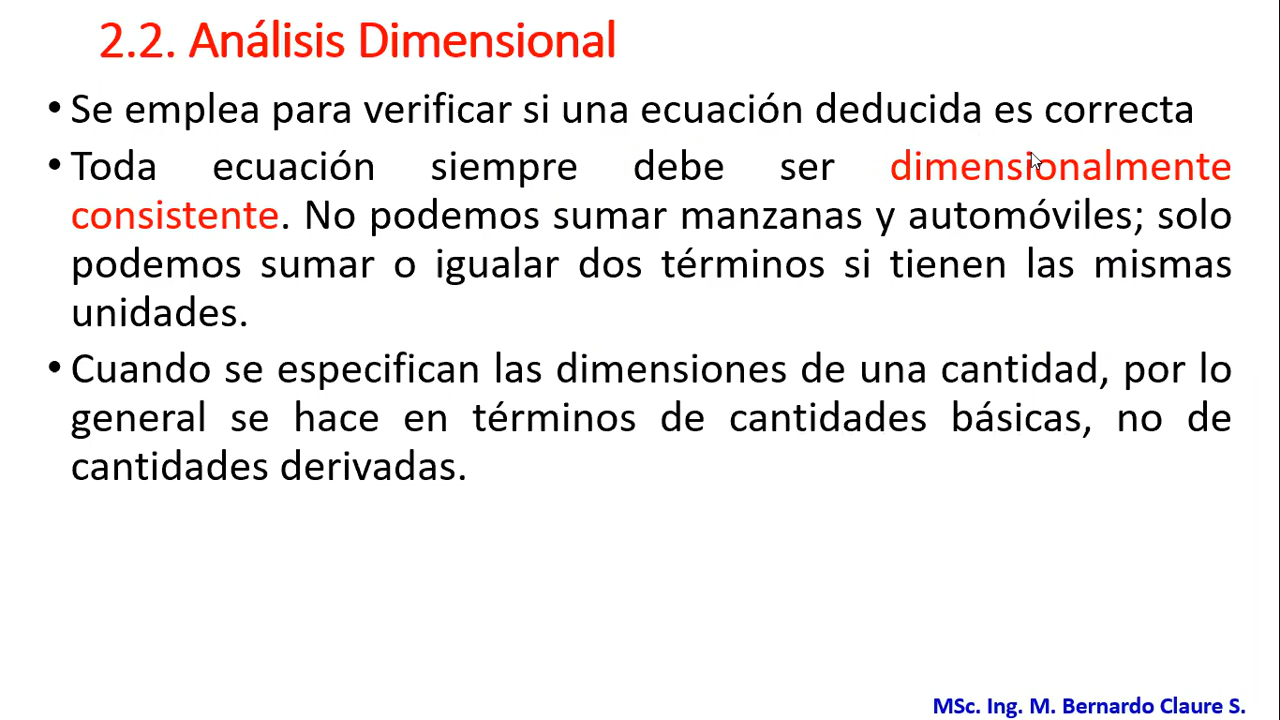 2.2. Análisis Dimensional
• Se emplea para verificar si una ecuación deducida es correcta
• Toda ecuación siempre debe ser dimensionalmente
consistente. No podemos sumar manzanas y automóviles; solo
podemos sumar o igualar dos términos si tienen las mismas
unidades.
• Cuando se especifican las dimensiones de una cantidad, por lo
general se hace en términos de cantidades básicas, no de
cantidades derivadas.
MSc. Ing. M. Bernardo Claure S.